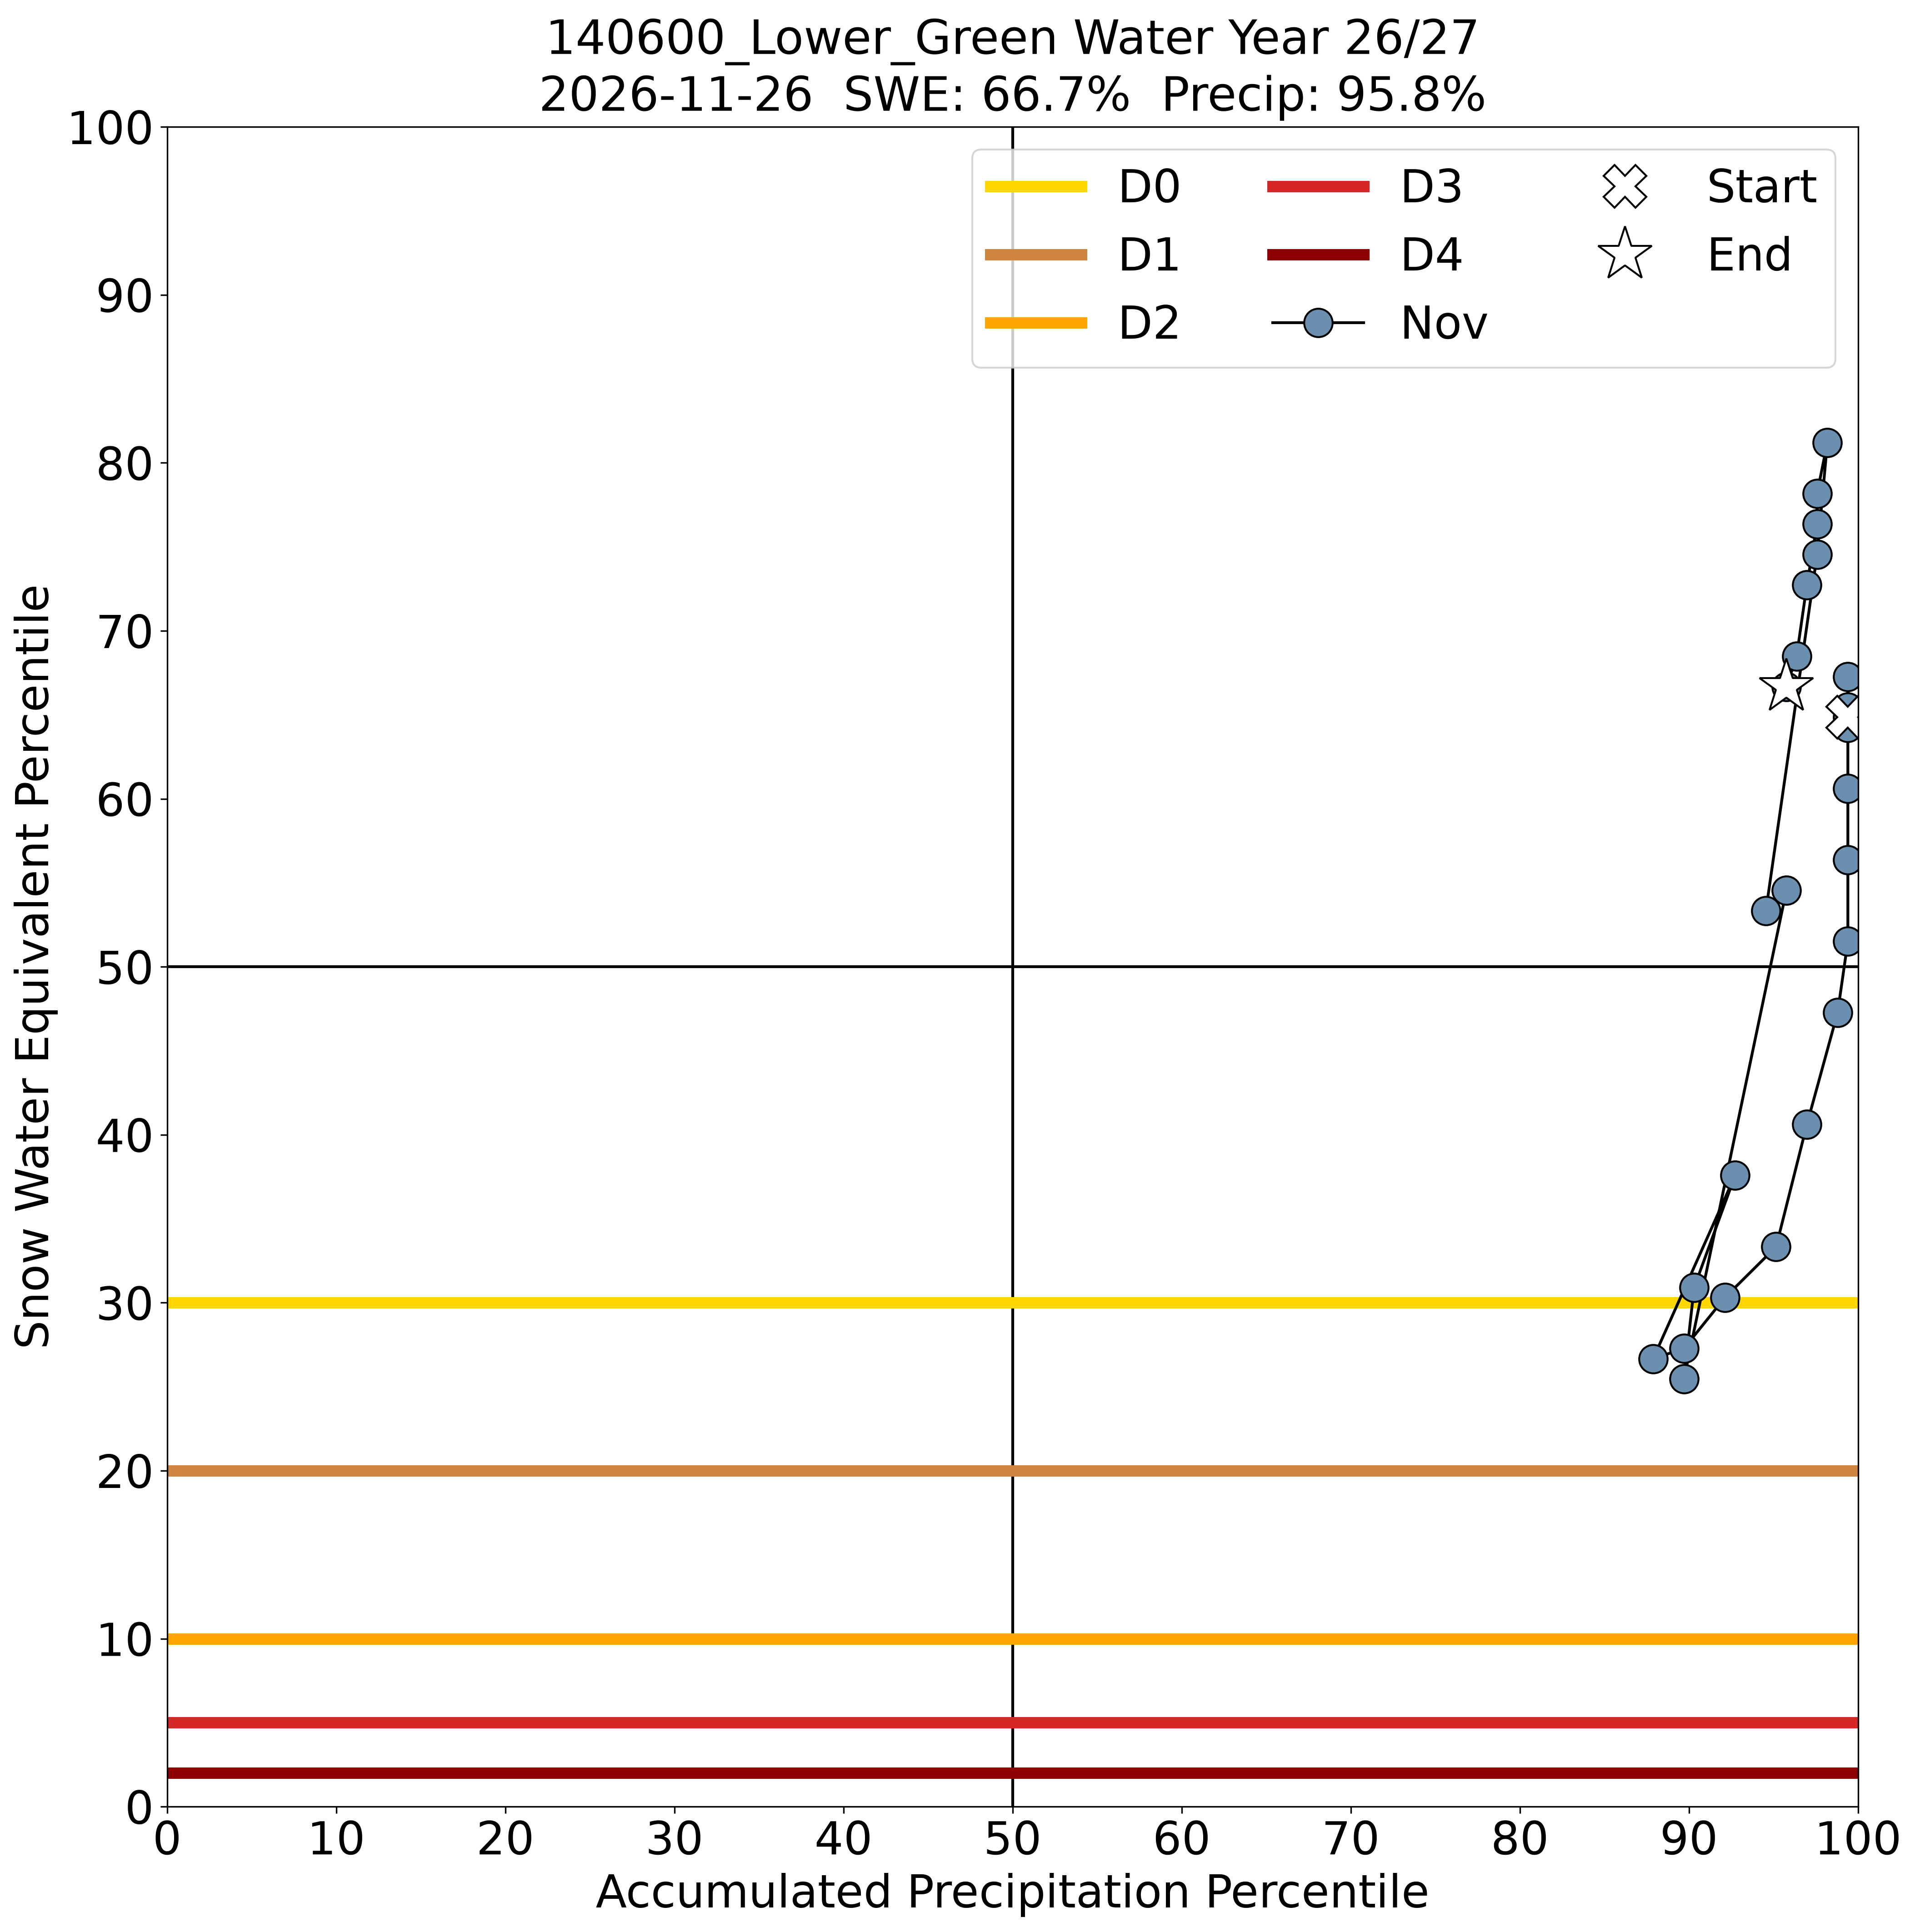 140600_Lower_Green Water Year 26/27
2026-11-26 SWE: 66.7% Precip: 95.8%
100
90
80
70
60
50
40
30
20
10
0
Snow Water Equivalent Percentile
D0
D1
D2
D3
D4
Nov
Start
End
0 10 20 30 40 50 60 70 80 90 100
Accumulated Precipitation Percentile